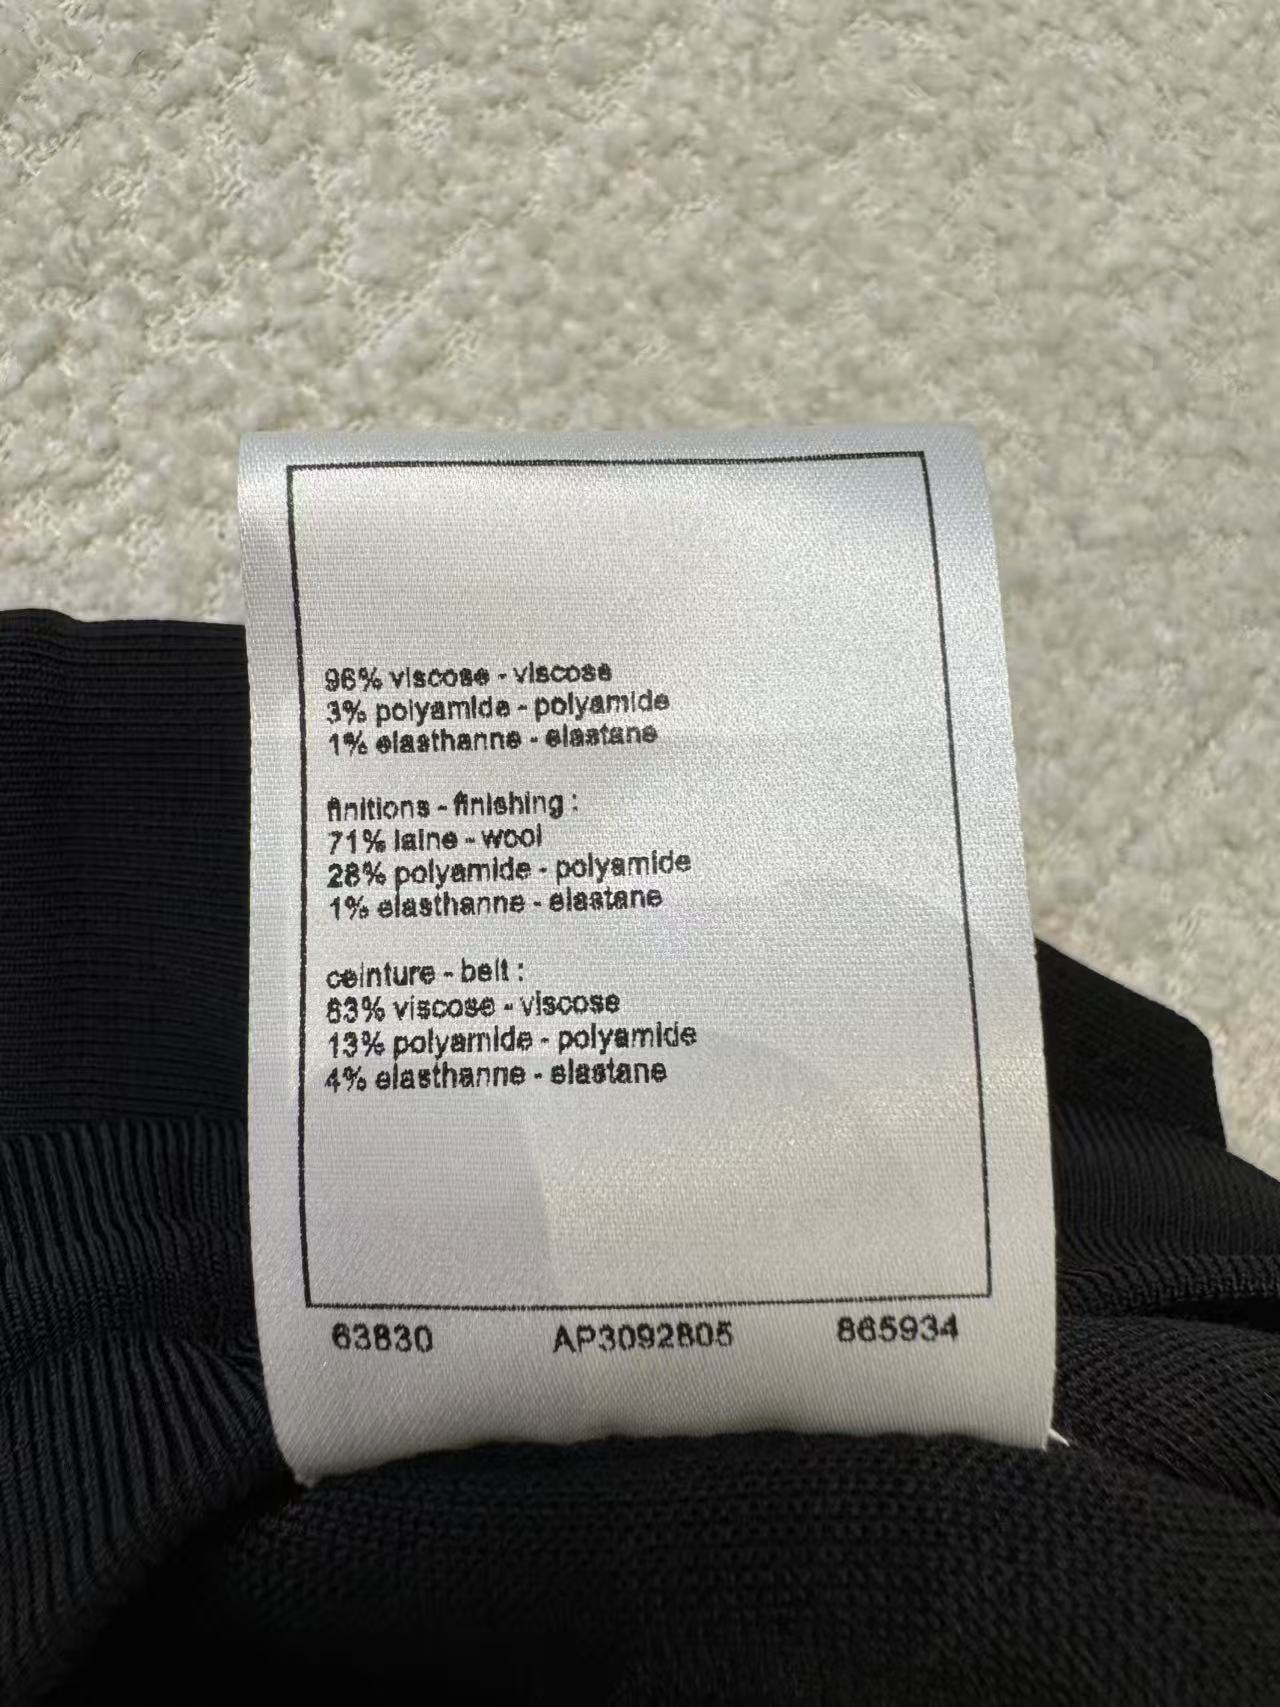 96% viscose - viscose
3% polyamide - polyamide
1% elasthanne - elastane
finitions - finishing :
71% laine - wool
28% polyamide - polyamide
1% elasthanne - elastane
ceinture - belt :
83% viscose - viscose
13% polyamide - polyamide
4% elasthanne - elastane
63830 AP3092805 865934